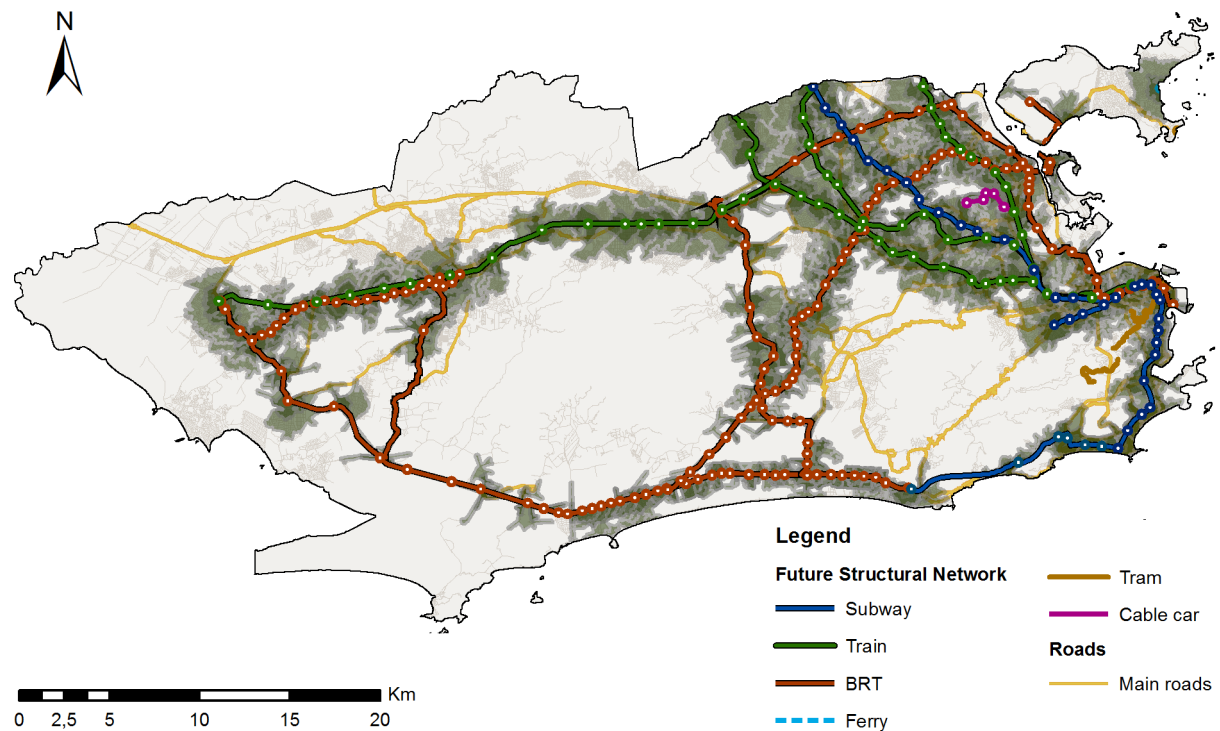 N
Legend
Future Structural Network
Subway
Train
BRT
Ferry
Tram
Cable car
Roads
Main roads
Km
0 2,5 5 10 15 20